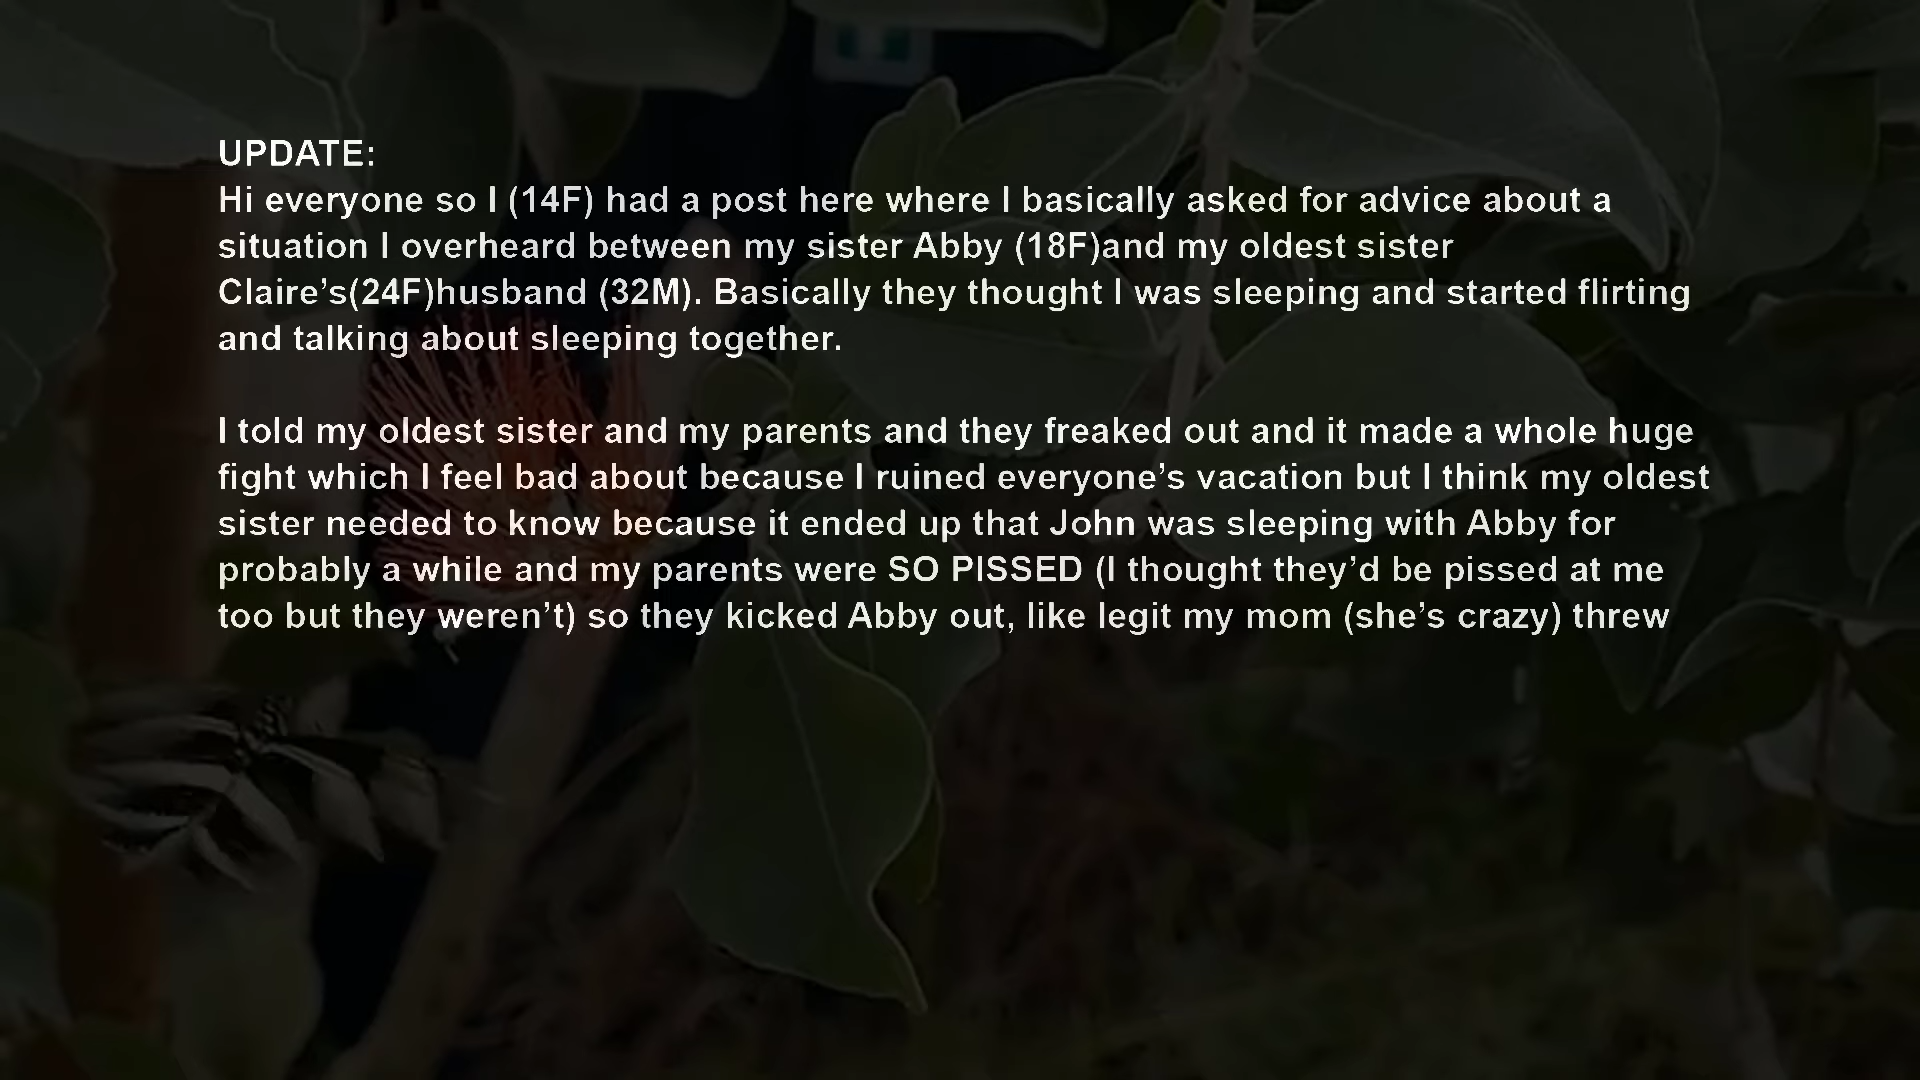 UPDATE:
Hi everyone so I (14F) had a post here where I basically asked for advice about a
situation I overheard between my sister Abby (18F)and my oldest sister
Claire’s(24F)husband (32M). Basically they thought I was sleeping and started flirting
and talking about sleeping together.
I told my oldest sister and my parents and they freaked out and it made a whole huge
fight which I feel bad about because I ruined everyone’s vacation but I think my oldest
sister needed to know because it ended up that John was sleeping with Abby for
probably a while and my parents were SO PISSED (I thought they’d be pissed at me
too but they weren’t) so they kicked Abby out, like legit my mom (she’s crazy) threw